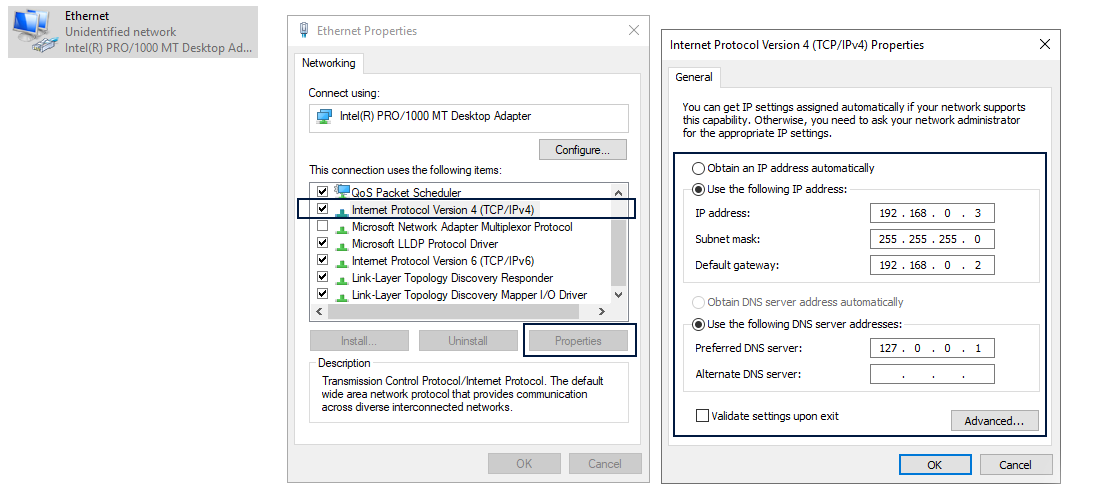 Ethernet
Unidentified network
Intel(R) PRO/1000 MT Desktop Ad...
Ethernet Properties
Networking
Connect using:
Intel(R) PRO/1000 MT Desktop Adapter
Configure...
This connection uses the following items:
QoS Packet Scheduler
Internet Protocol Version 4 (TCP/IPv4)
Microsoft Network Adapter Multiplexor Protocol
Microsoft LLDP Protocol Driver
Internet Protocol Version 6 (TCP/IPv6)
Link-Layer Topology Discovery Responder
Link-Layer Topology Discovery Mapper I/O Driver
Install... Uninstall Properties
Description
Transmission Control Protocol/Internet Protocol. The default
wide area network protocol that provides communication
across diverse interconnected networks.
OK Cancel
Internet Protocol Version 4 (TCP/IPv4) Properties
General
You can get IP settings assigned automatically if your network supports
this capability. Otherwise, you need to ask your network administrator
for the appropriate IP settings.
Obtain an IP address automatically
Use the following IP address:
IP address: 192 . 168 . 0 . 3
Subnet mask: 255 . 255 . 255 . 0
Default gateway: 192 . 168 . 0 . 2
Obtain DNS server address automatically
Use the following DNS server addresses:
Preferred DNS server: 127 . 0 . 0 . 1
Alternate DNS server: . . .
Validate settings upon exit
Advanced...
OK Cancel